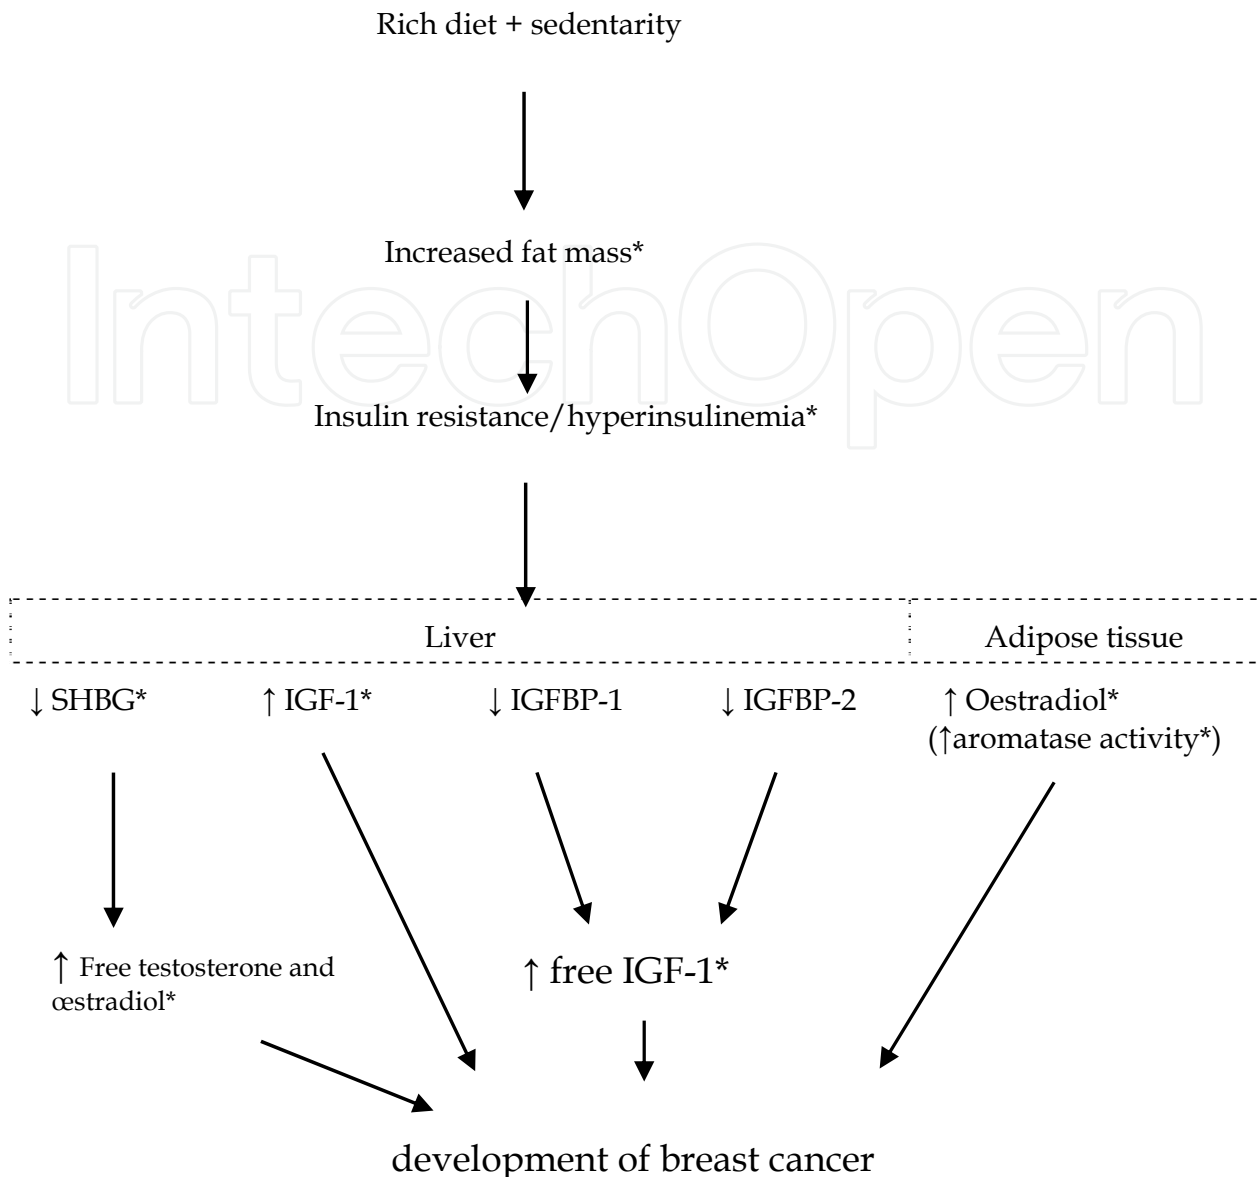 Rich diet + sedentarity
IntechOpen
Increased fat mass*
Insulin resistance/hyperinsulinemia*
Liver
Adipose tissue
↓ SHBG*
↑ IGF-1*
↓ IGFBP-1
↓ IGFBP-2
↑ Oestradiol*
(↑aromatase activity*)
↑ Free testosterone and
œstradiol*
↑ free IGF-1*
development of breast cancer